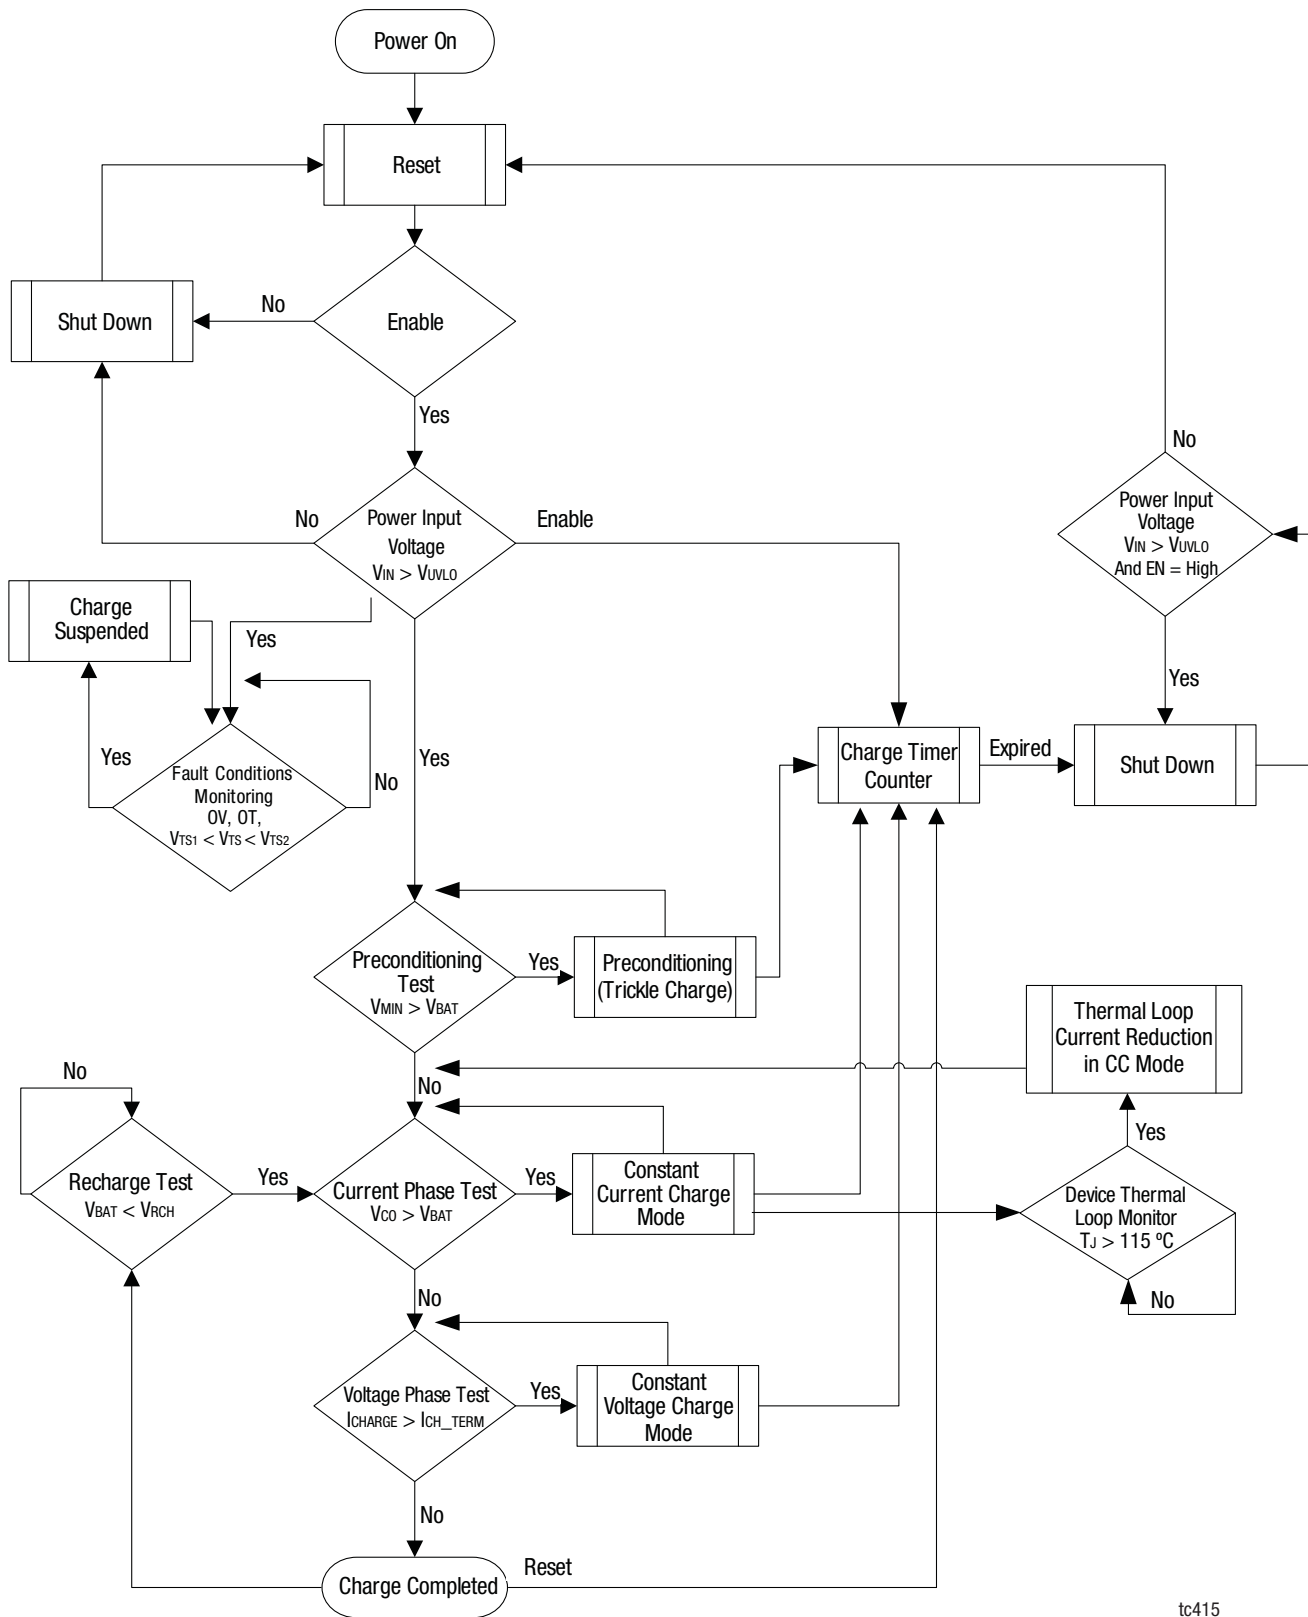 Power On
Reset
Shut Down
No
Enable
Yes
No
Power Input
Voltage
VIN > VUVLO
Enable
No
Power Input
Voltage
VIN > VUVLO
And EN = High
Yes
Charge
Suspended
Yes
Yes
Fault Conditions
Monitoring
OV, OT,
VTS1 < VTS < VTS2
No
Yes
Charge Timer
Counter
Expired
Shut Down
Preconditioning
Test
VMIN > VBAT
Yes
Preconditioning
(Trickle Charge)
No
Thermal Loop
Current Reduction
in CC Mode
No
Recharge Test
VBAT < VRCH
Yes
Current Phase Test
VCO > VBAT
Yes
Constant
Current Charge
Mode
Yes
Device Thermal
Loop Monitor
TJ > 115 ºC
No
No
Voltage Phase Test
ICHARGE > ICH_TERM
Yes
Constant
Voltage Charge
Mode
No
Charge Completed
Reset
tc415